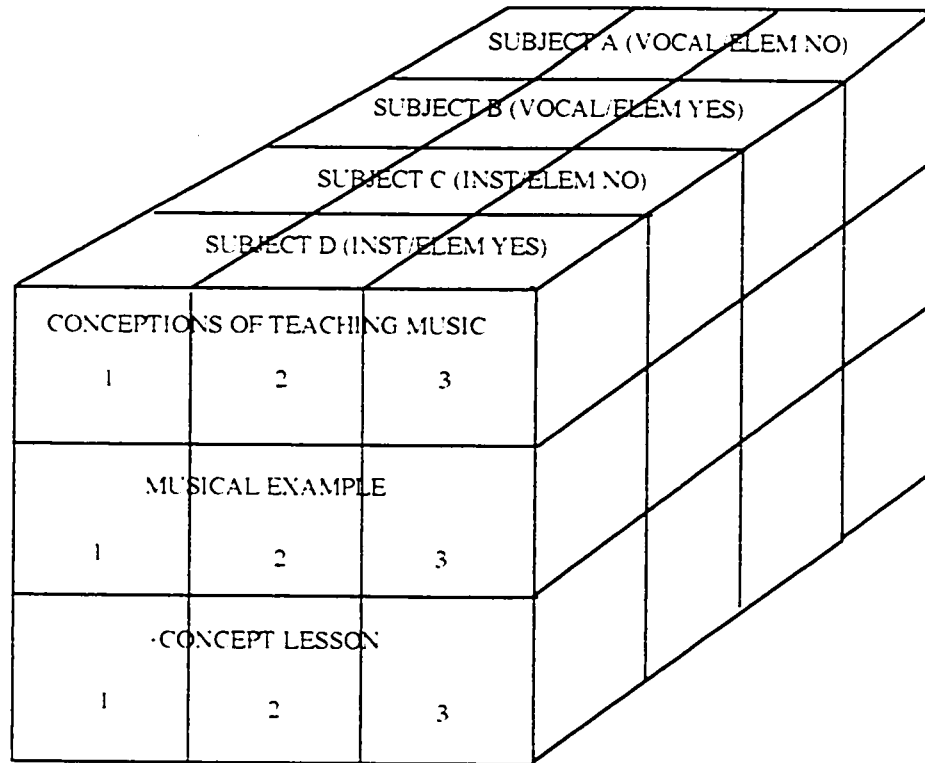 SUBJECT A (VOCAL/ELEM NO)
SUBJECT B (VOCAL/ELEM YES)
SUBJECT C (INST/ELEM NO)
SUBJECT D (INST/ELEM YES)
CONCEPTIONS OF TEACHING MUSIC
1 2 3
MUSICAL EXAMPLE
1 2 3
CONCEPT LESSON
1 2 3